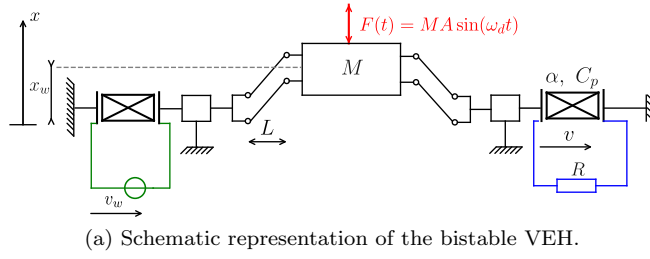 x
F(t) = MA sin(ω_d t)
x_w
M
α, C_p
L
v
R
v_w
(a) Schematic representation of the bistable VEH.